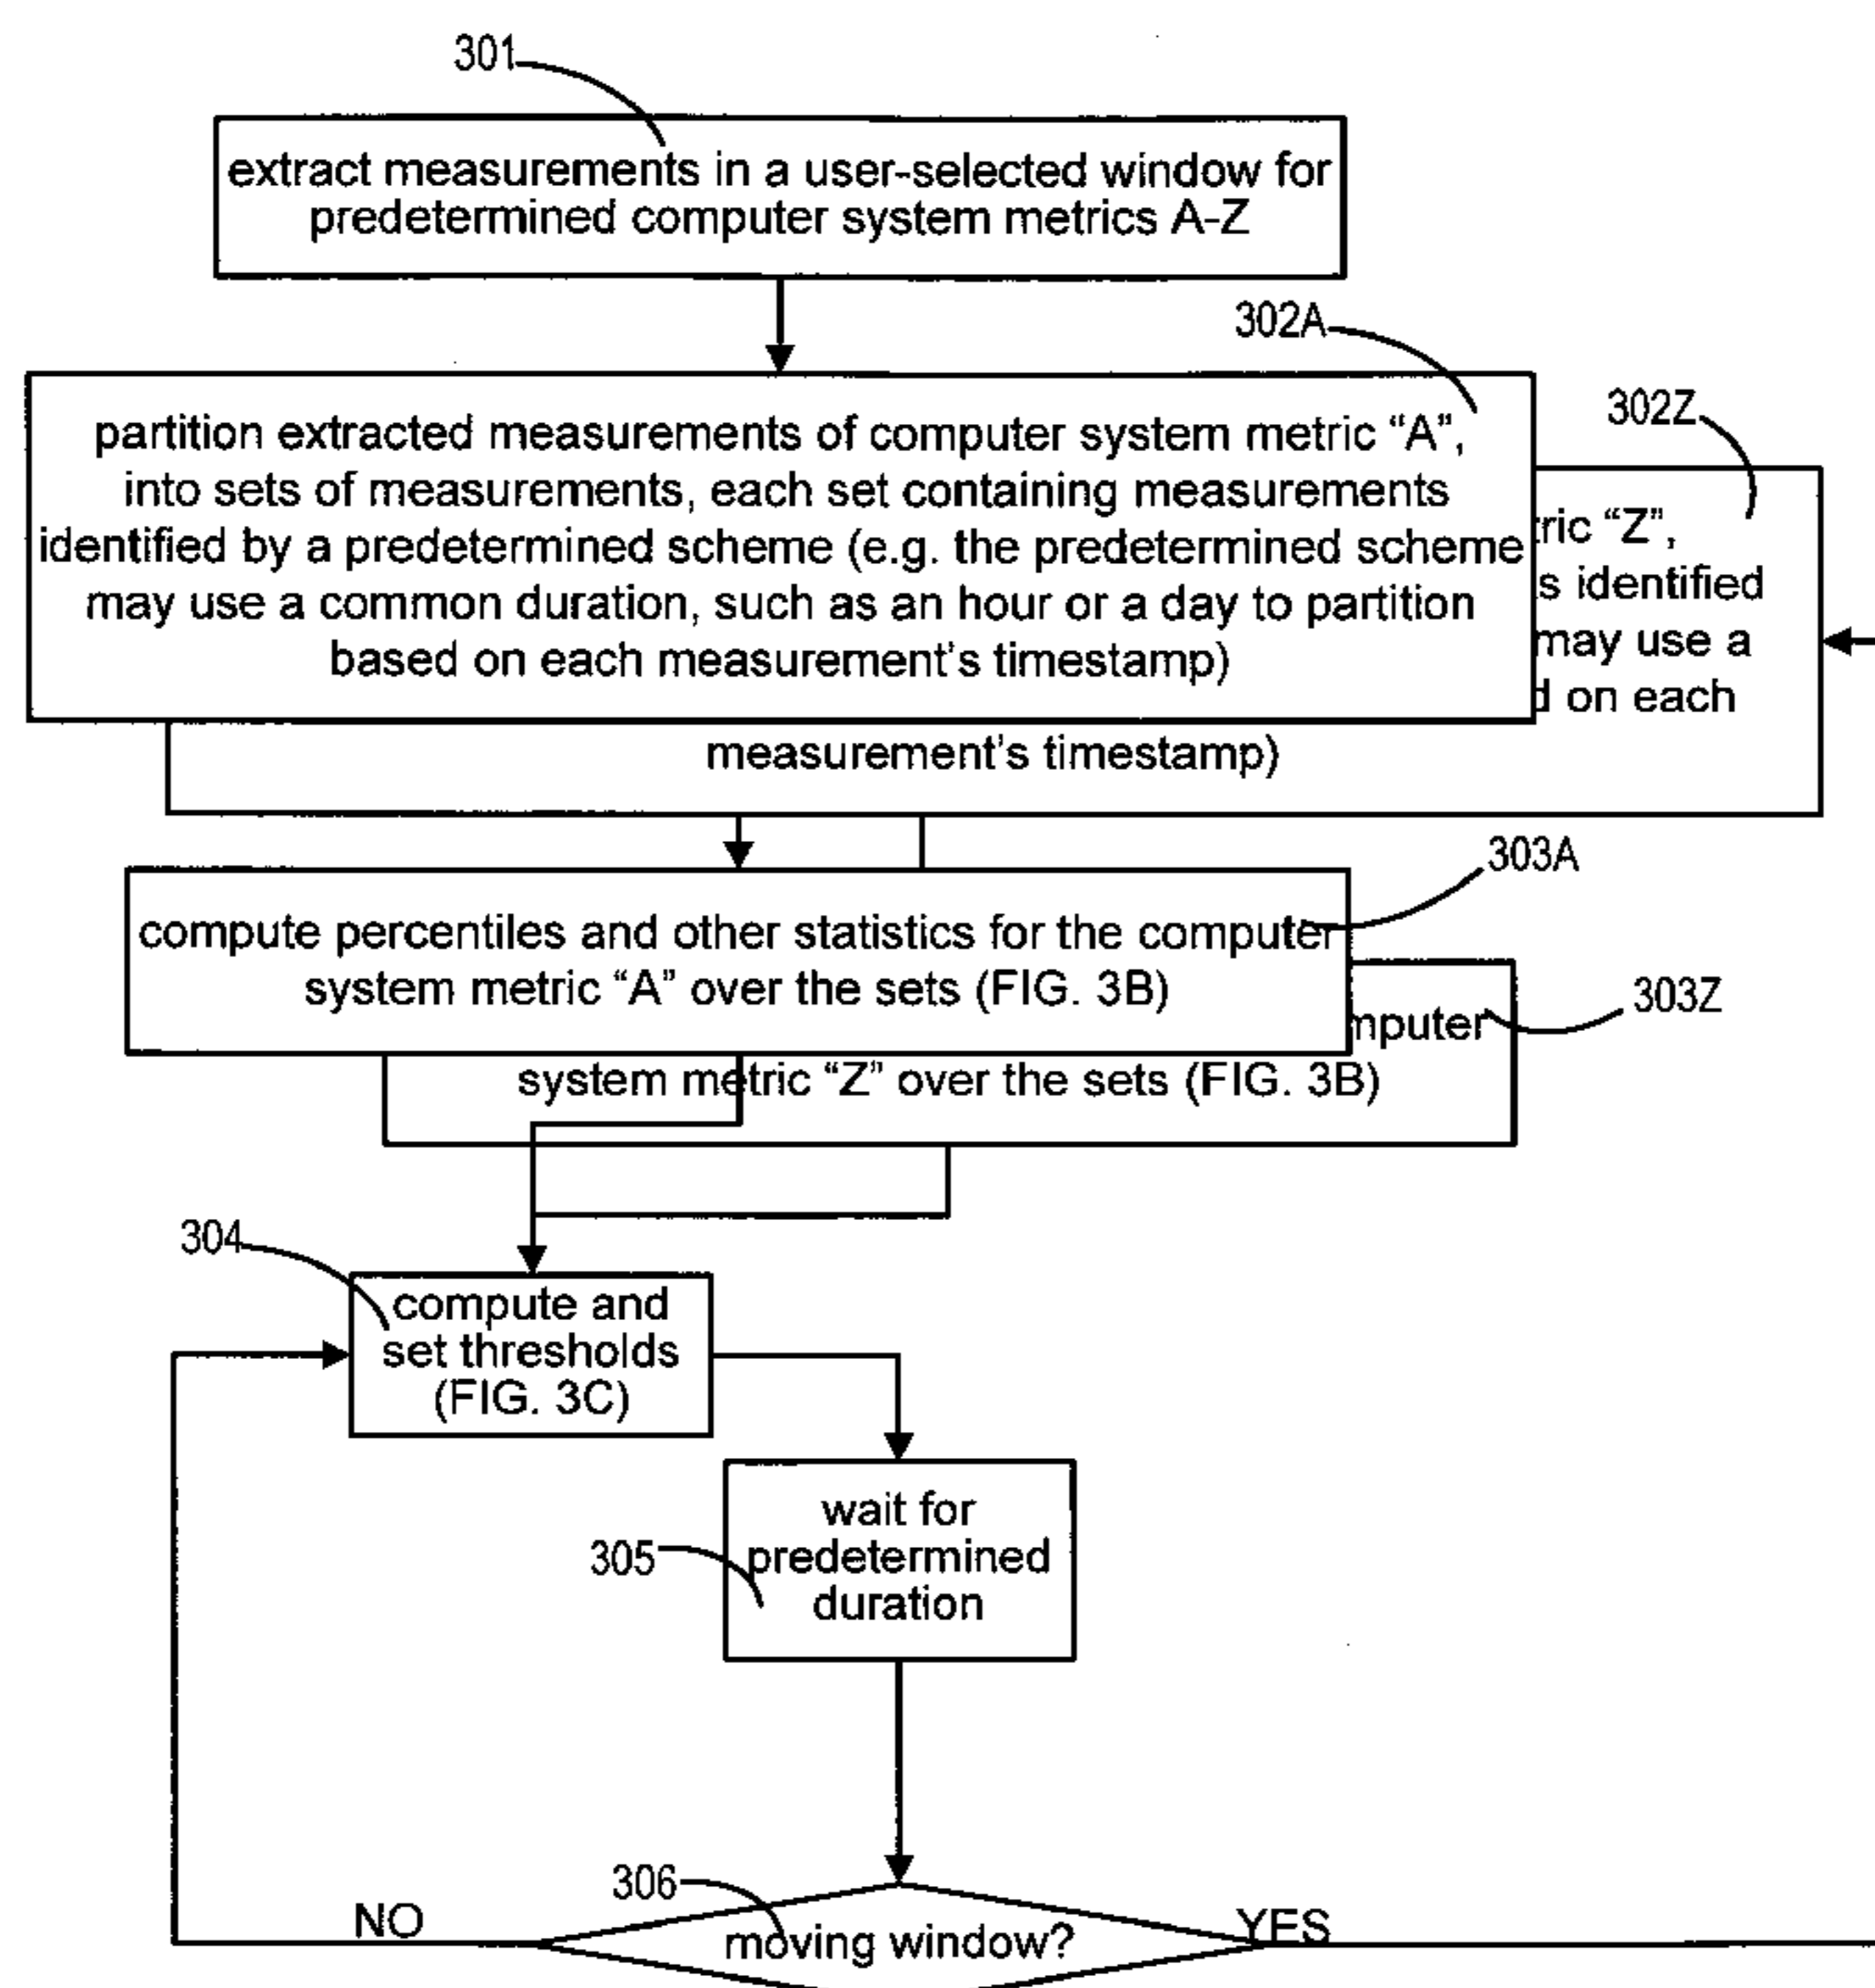 301
extract measurements in a user-selected window for
predetermined computer system metrics A-Z
302A
partition extracted measurements of computer system metric “A”,
into sets of measurements, each set containing measurements
identified by a predetermined scheme (e.g. the predetermined scheme
may use a common duration, such as an hour or a day to partition
based on each measurement's timestamp)
302Z
“Z”,
identified
may use a
on each
measurement's timestamp)
303A
compute percentiles and other statistics for the computer
system metric “A” over the sets (FIG. 3B)
303Z
mputer
system metric “Z” over the sets (FIG. 3B)
304
compute and
set thresholds
(FIG. 3C)
305
wait for
predetermined
duration
306
moving window?
NO
YES